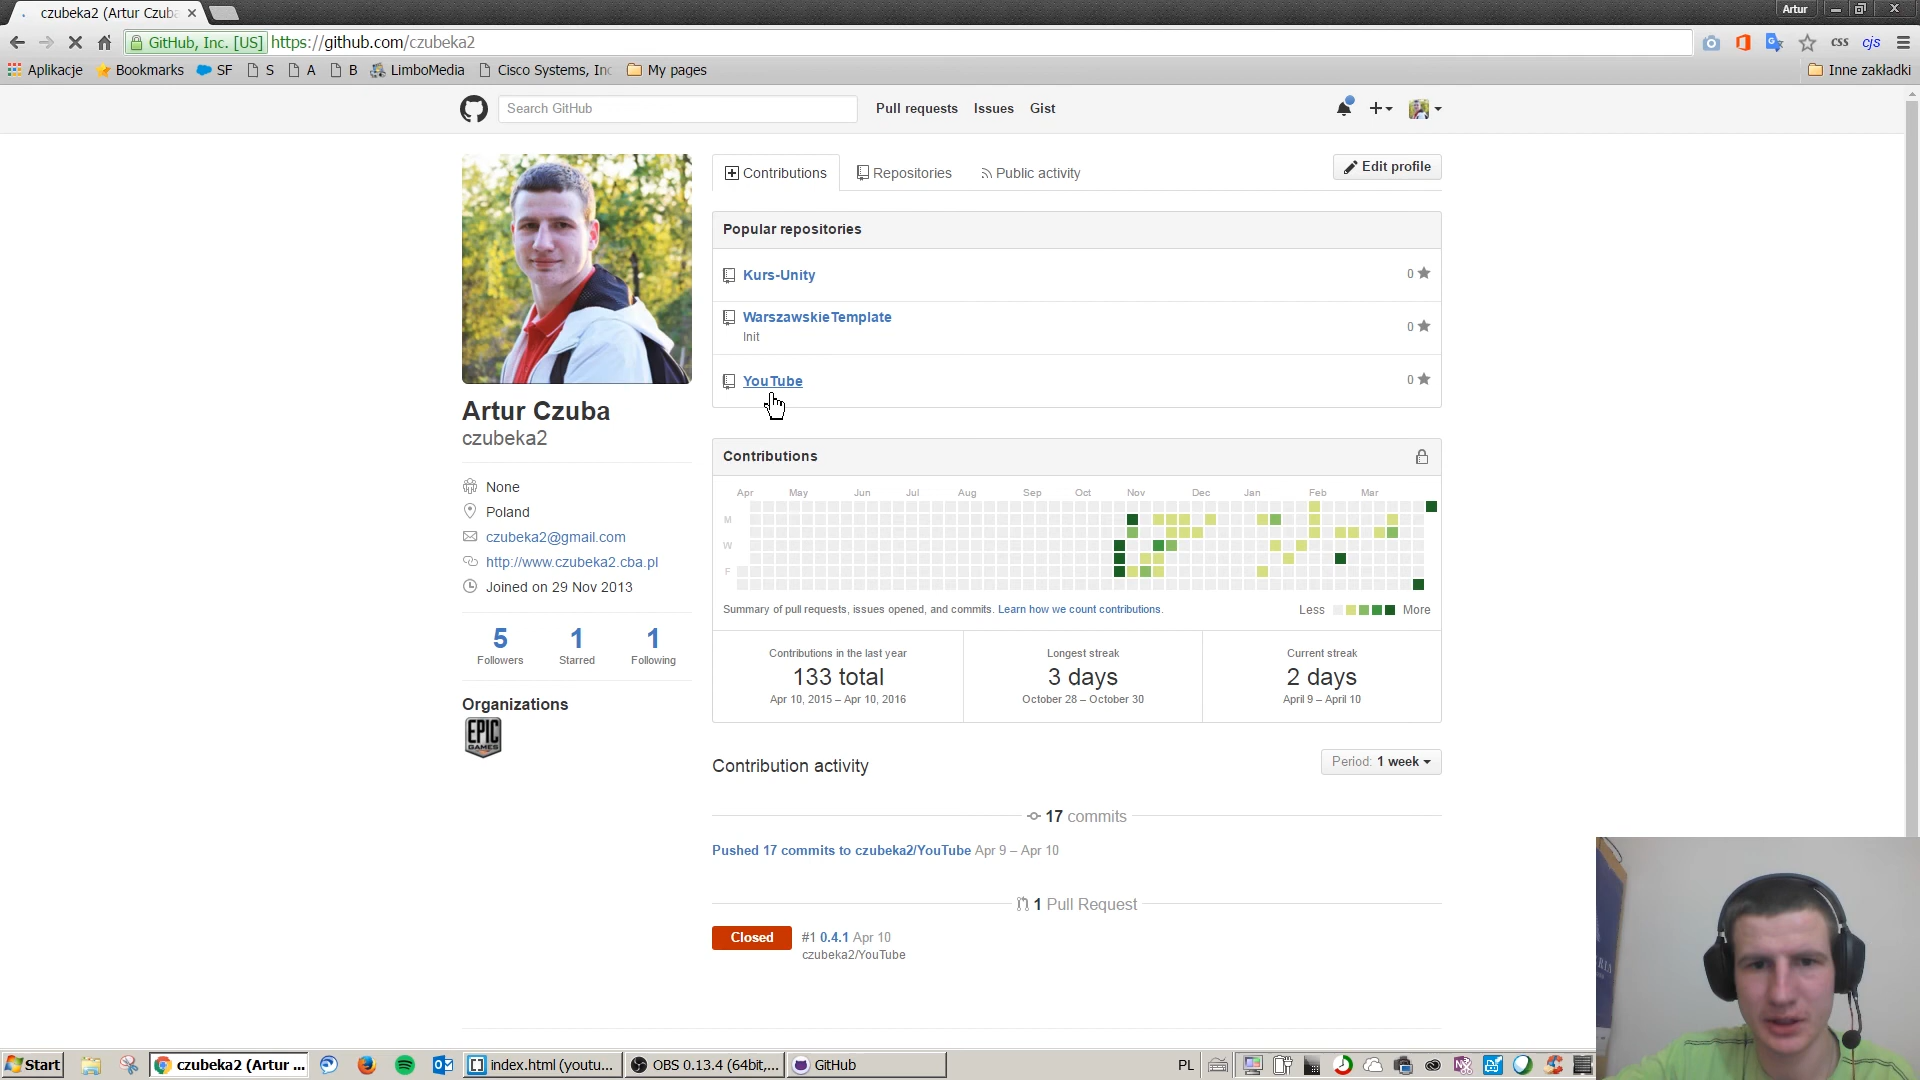 czubeka2 (Artur Czuba
Artur
GitHub, Inc. [US] https://github.com/czubeka2
css
cjs
Aplikacje Bookmarks SF S A B LimboMedia Cisco Systems, Inc My pages Inne zakładki
Search GitHub
Pull requests Issues Gist
Contributions Repositories Public activity
Edit profile
Popular repositories
Kurs-Unity
0
WarszawskieTemplate
Init
0
YouTube
0
Artur Czuba
czubeka2
None
Poland
czubeka2@gmail.com
http://www.czubeka2.cba.pl
Joined on 29 Nov 2013
5 1 1
Followers Starred Following
Organizations
EPIC
GAMES
Contributions
Apr May Jun Jul Aug Sep Oct Nov Dec Jan Feb Mar
M
W
F
Summary of pull requests, issues opened, and commits. Learn how we count contributions.
Less More
Contributions in the last year
133 total
Apr 10, 2015 – Apr 10, 2016
Longest streak
3 days
October 28 – October 30
Current streak
2 days
April 9 – April 10
Contribution activity
Period: 1 week
17 commits
Pushed 17 commits to czubeka2/YouTube Apr 9 – Apr 10
1 Pull Request
Closed
#1 0.4.1 Apr 10
czubeka2/YouTube
Start
czubeka2 (Artur ...
index.html (youtu...
OBS 0.13.4 (64bit,...
GitHub
PL